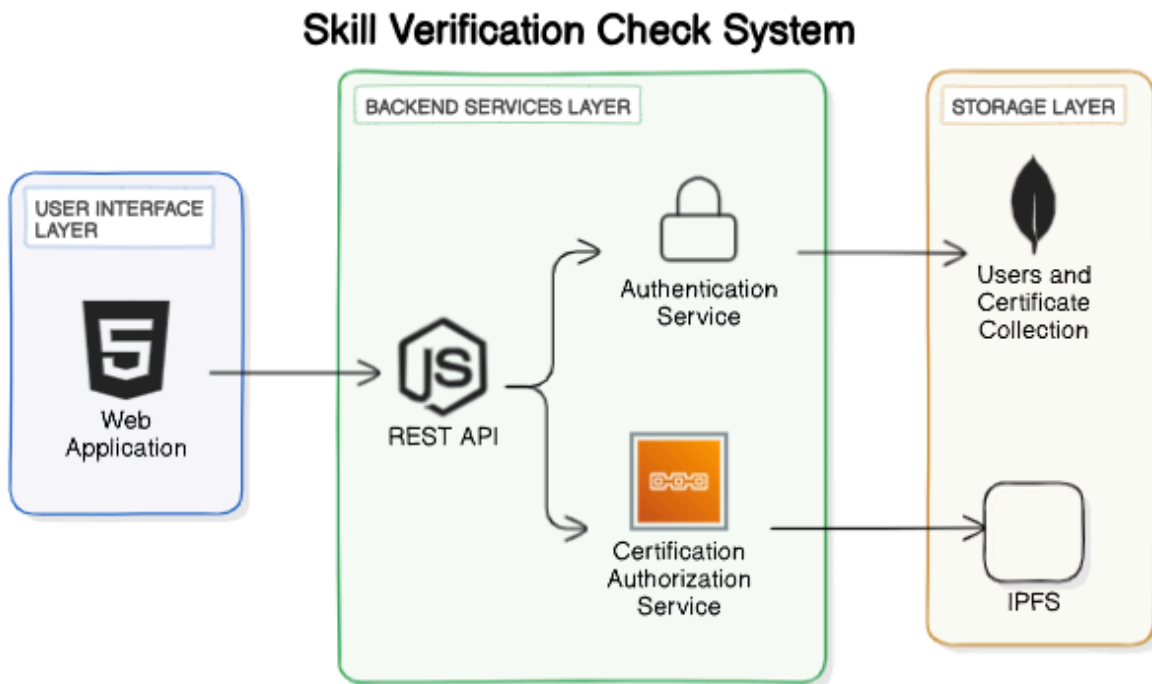 Skill Verification Check System
BACKEND SERVICES LAYER
STORAGE LAYER
USER INTERFACE
LAYER
Authentication
Service
Users and
Certificate
Collection
5
Web
Application
JS
REST API
Certification
Authorization
Service
IPFS